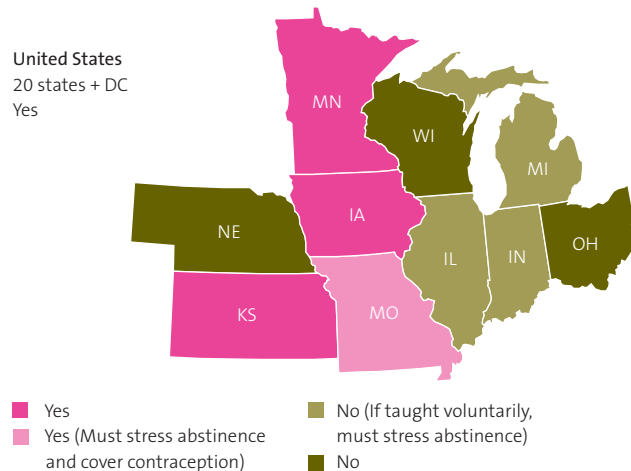 United States
20 states + DC
Yes
MN
WI
MI
NE
IA
IL
IN
OH
KS
MO
Yes
Yes (Must stress abstinence
and cover contraception)
No (If taught voluntarily,
must stress abstinence)
No